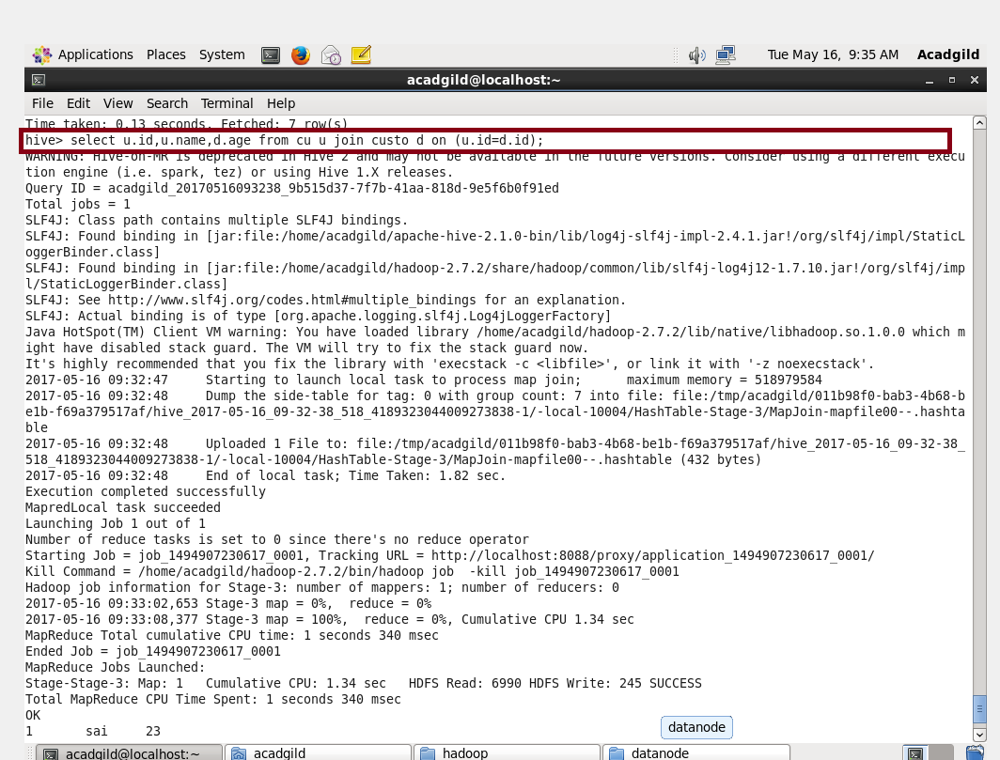 Applications Places System Tue May 16, 9:35 AM Acadgild
acadgild@localhost:~
File Edit View Search Terminal Help
Time taken: 0.13 seconds, Fetched: 7 row(s)
hive> select u.id,u.name,d.age from cu u join custo d on (u.id=d.id);
WARNING: Hive-on-MR is deprecated in Hive 2 and may not be available in the future versions. Consider using a different execu
tion engine (i.e. spark, tez) or using Hive 1.X releases.
Query ID = acadgild_20170516093238_9b515d37-7f7b-41aa-818d-9e5f6b0f91ed
Total jobs = 1
SLF4J: Class path contains multiple SLF4J bindings.
SLF4J: Found binding in [jar:file:/home/acadgild/apache-hive-2.1.0-bin/lib/log4j-slf4j-impl-2.4.1.jar!/org/slf4j/impl/StaticL
oggerBinder.class]
SLF4J: Found binding in [jar:file:/home/acadgild/hadoop-2.7.2/share/hadoop/common/lib/slf4j-log4j12-1.7.10.jar!/org/slf4j/imp
l/StaticLoggerBinder.class]
SLF4J: See http://www.slf4j.org/codes.html#multiple_bindings for an explanation.
SLF4J: Actual binding is of type [org.apache.logging.slf4j.Log4jLoggerFactory]
Java HotSpot(TM) Client VM warning: You have loaded library /home/acadgild/hadoop-2.7.2/lib/native/libhadoop.so.1.0.0 which m
ight have disabled stack guard. The VM will try to fix the stack guard now.
It's highly recommended that you fix the library with 'execstack -c <libfile>', or link it with '-z noexecstack'.
2017-05-16 09:32:47 Starting to launch local task to process map join; maximum memory = 518979584
2017-05-16 09:32:48 Dump the side-table for tag: 0 with group count: 7 into file: file:/tmp/acadgild/011b98f0-bab3-4b68-b
e1b-f69a379517af/hive_2017-05-16_09-32-38_518_4189323044009273838-1/-local-10004/HashTable-Stage-3/MapJoin-mapfile00--.hashta
ble
2017-05-16 09:32:48 Uploaded 1 File to: file:/tmp/acadgild/011b98f0-bab3-4b68-be1b-f69a379517af/hive_2017-05-16_09-32-38_
518_4189323044009273838-1/-local-10004/HashTable-Stage-3/MapJoin-mapfile00--.hashtable (432 bytes)
2017-05-16 09:32:48 End of local task; Time Taken: 1.82 sec.
Execution completed successfully
MapredLocal task succeeded
Launching Job 1 out of 1
Number of reduce tasks is set to 0 since there's no reduce operator
Starting Job = job_1494907230617_0001, Tracking URL = http://localhost:8088/proxy/application_1494907230617_0001/
Kill Command = /home/acadgild/hadoop-2.7.2/bin/hadoop job -kill job_1494907230617_0001
Hadoop job information for Stage-3: number of mappers: 1; number of reducers: 0
2017-05-16 09:33:02,653 Stage-3 map = 0%, reduce = 0%
2017-05-16 09:33:08,377 Stage-3 map = 100%, reduce = 0%, Cumulative CPU 1.34 sec
MapReduce Total cumulative CPU time: 1 seconds 340 msec
Ended Job = job_1494907230617_0001
MapReduce Jobs Launched:
Stage-Stage-3: Map: 1 Cumulative CPU: 1.34 sec HDFS Read: 6990 HDFS Write: 245 SUCCESS
Total MapReduce CPU Time Spent: 1 seconds 340 msec
OK
1 sai 23
datanode
acadgild@localhost:~ acadgild hadoop datanode